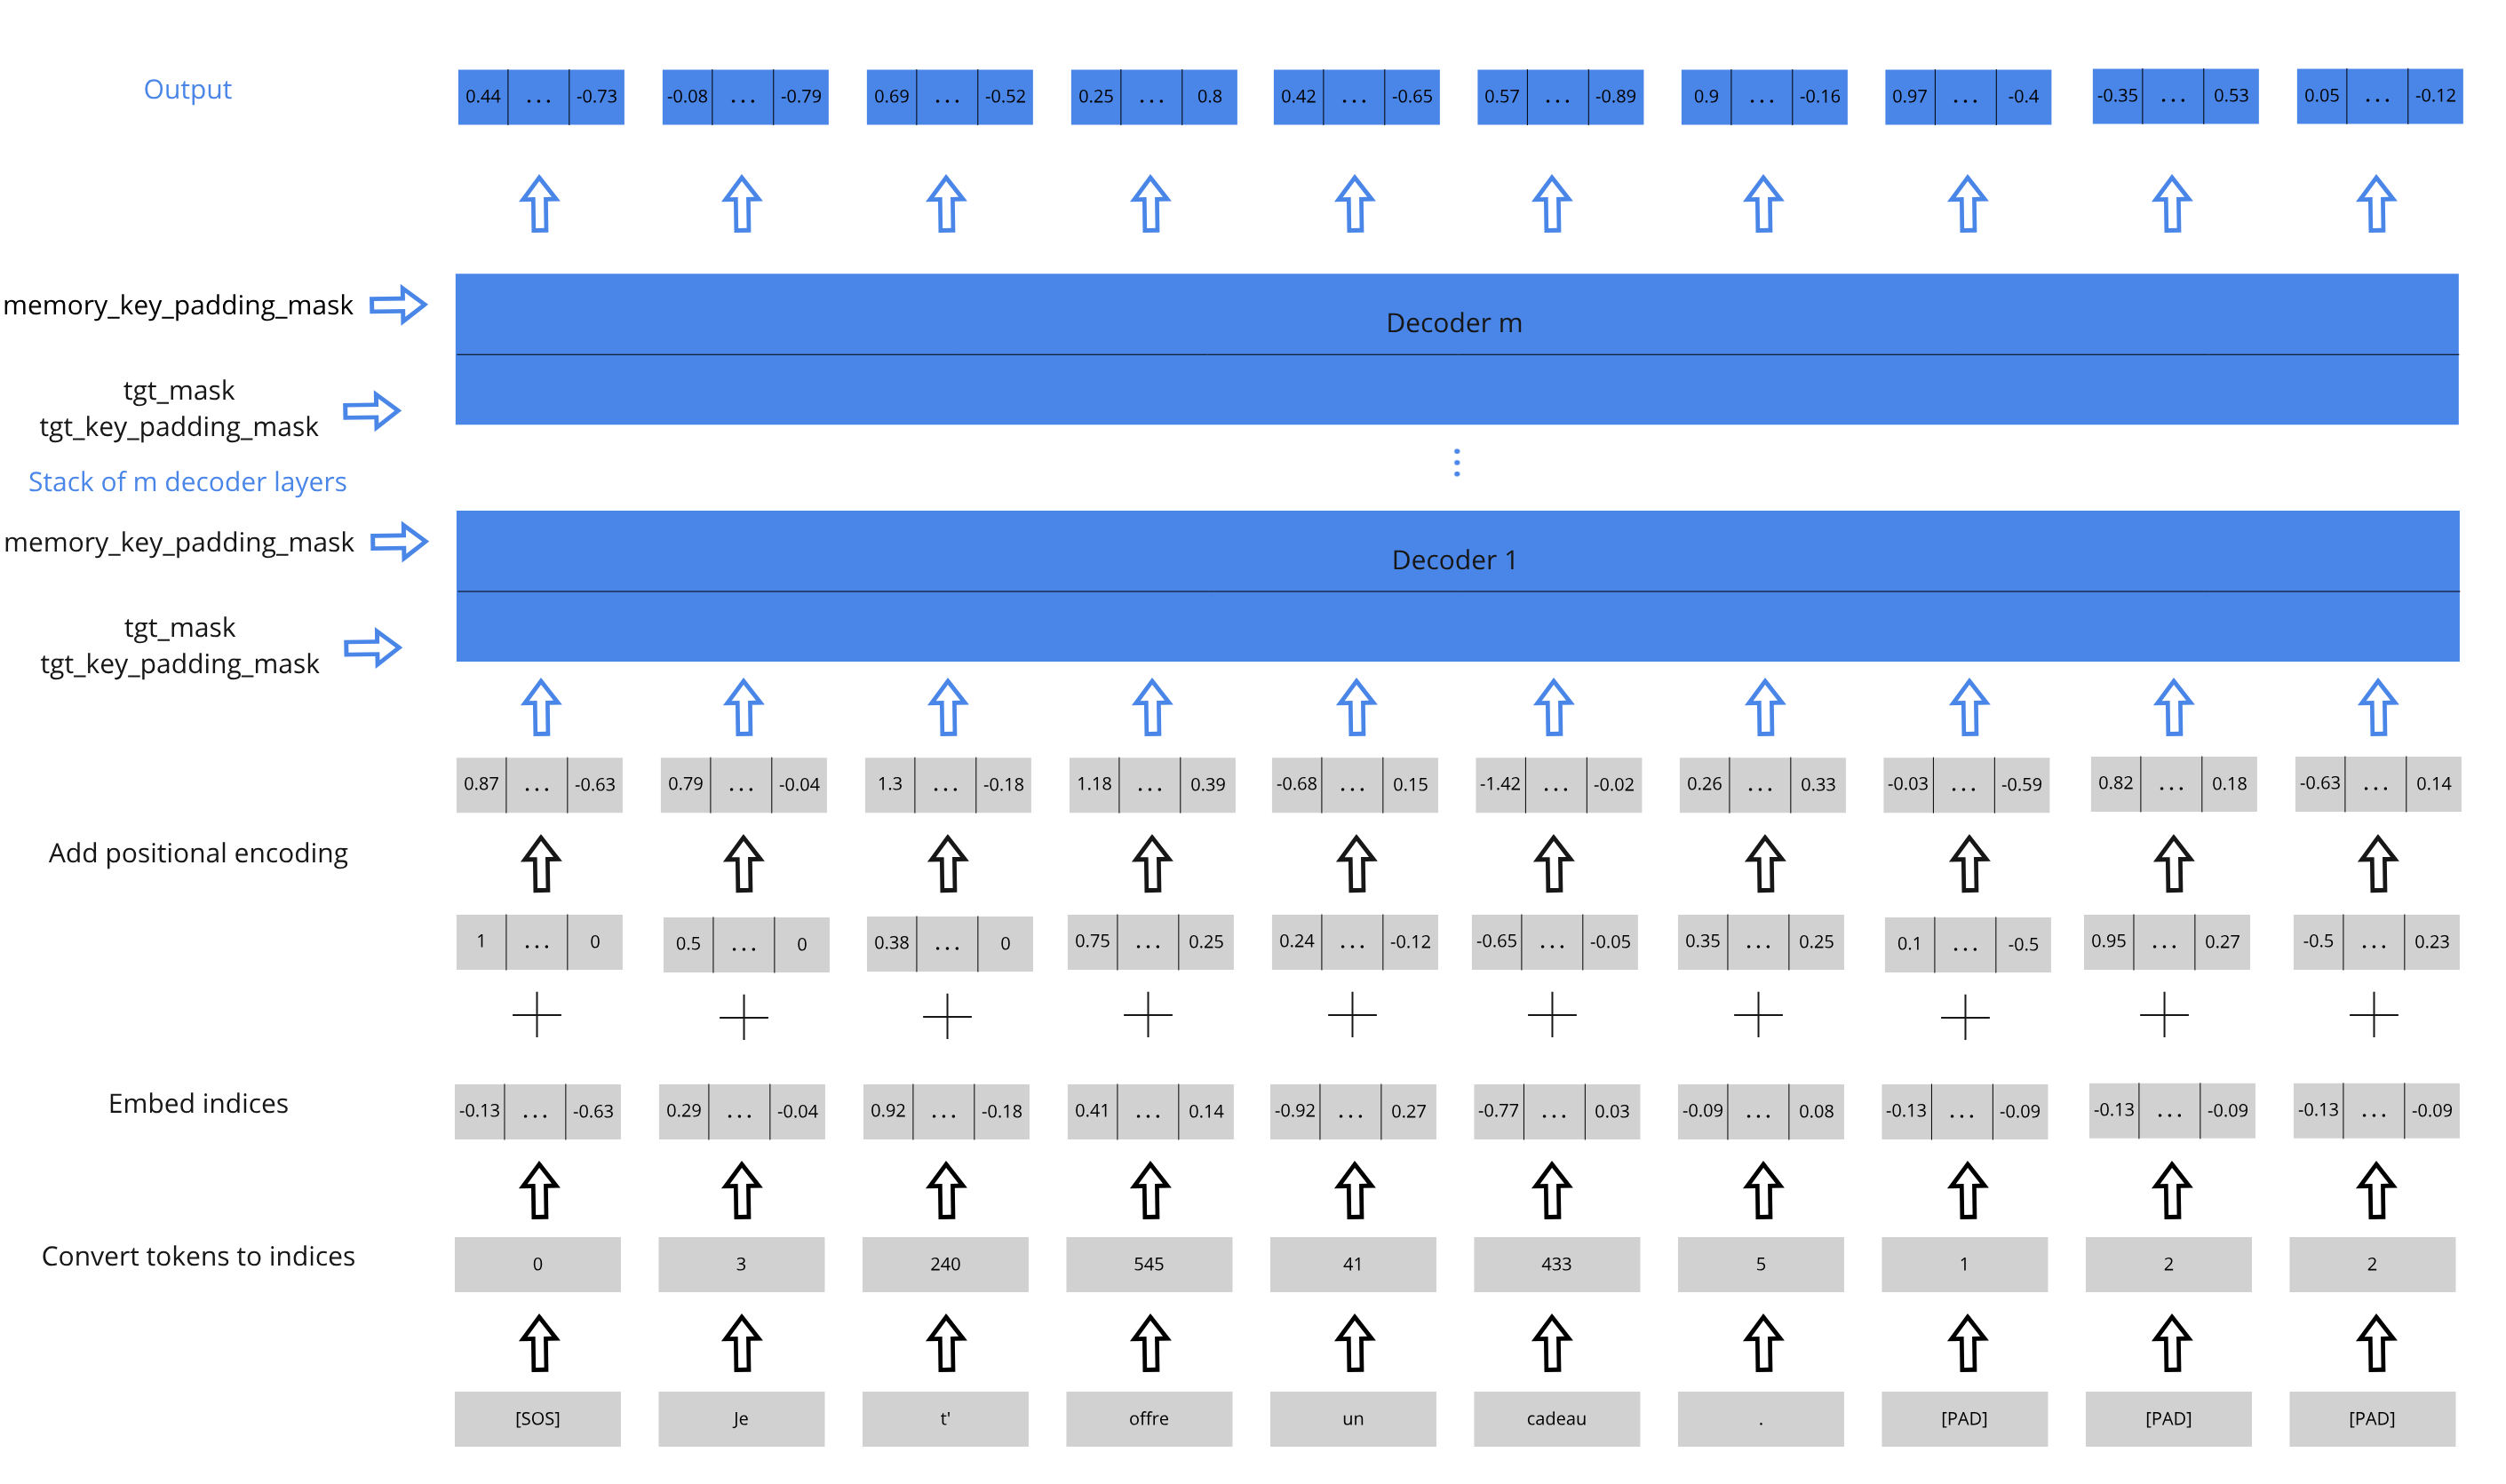 Output
0.44 ... -0.73 -0.08 ... -0.79 0.69 ... -0.52 0.25 ... 0.8 0.42 ... -0.65 0.57 ... -0.89 0.9 ... -0.16 0.97 ... -0.4 -0.35 ... 0.53 0.05 ... -0.12
memory_key_padding_mask
Decoder m
tgt_mask
tgt_key_padding_mask
Stack of m decoder layers
memory_key_padding_mask
Decoder 1
tgt_mask
tgt_key_padding_mask
0.87 ... -0.63 0.79 ... -0.04 1.3 ... -0.18 1.18 ... 0.39 -0.68 ... 0.15 -1.42 ... -0.02 0.26 ... 0.33 -0.03 ... -0.59 0.82 ... 0.18 -0.63 ... 0.14
Add positional encoding
1 ... 0 0.5 ... 0 0.38 ... 0 0.75 ... 0.25 0.24 ... -0.12 -0.65 ... -0.05 0.35 ... 0.25 0.1 ... -0.5 0.95 ... 0.27 -0.5 ... 0.23
Embed indices
-0.13 ... -0.63 0.29 ... -0.04 0.92 ... -0.18 0.41 ... 0.14 -0.92 ... 0.27 -0.77 ... 0.03 -0.09 ... 0.08 -0.13 ... -0.09 -0.13 ... -0.09 -0.13 ... -0.09
Convert tokens to indices
0 3 240 545 41 433 5 1 2 2
[SOS] Je t' offre un cadeau . [PAD] [PAD] [PAD]